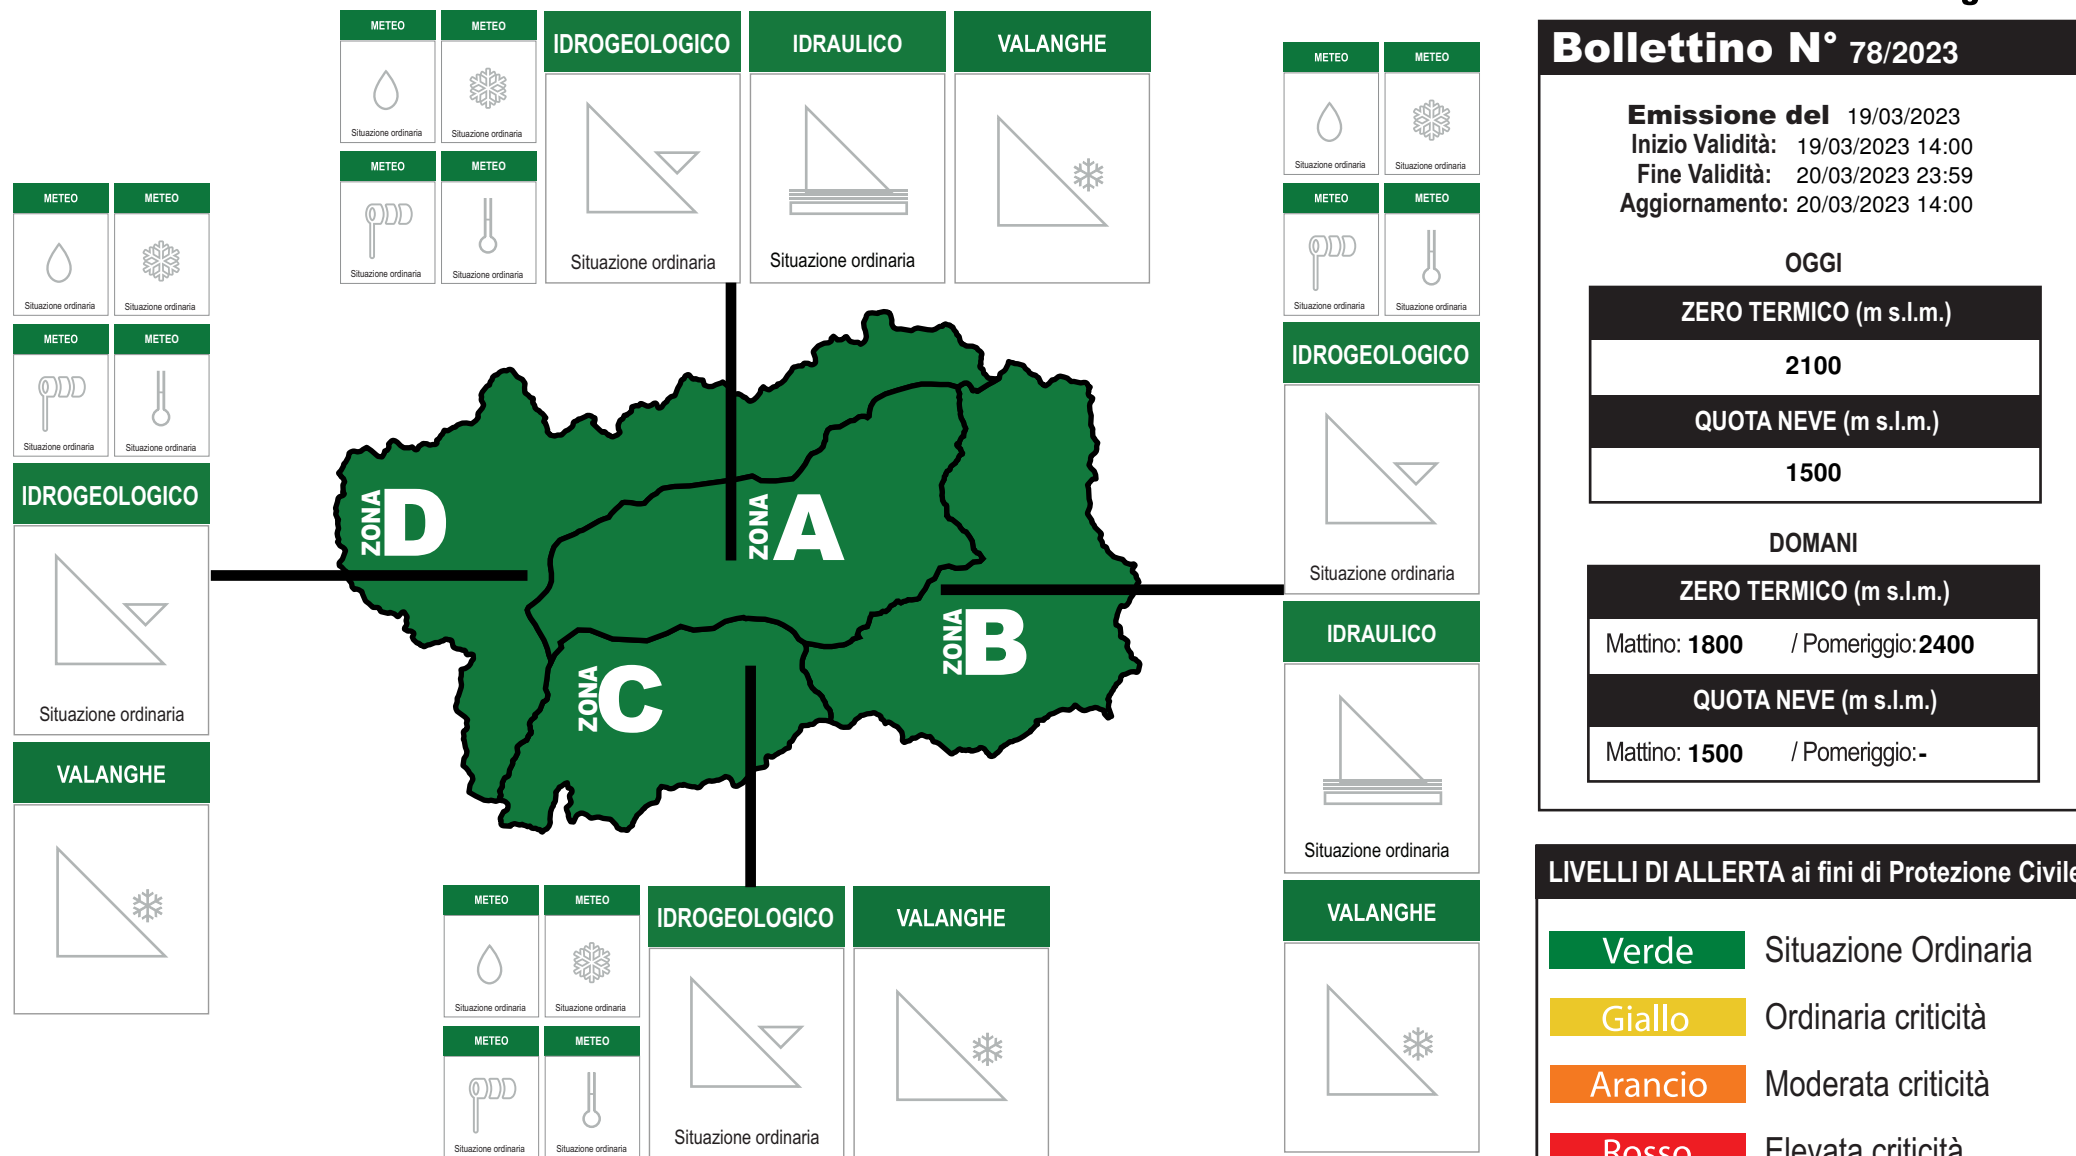 METEO METEO
Situazione ordinaria Situazione ordinaria
METEO METEO
Situazione ordinaria Situazione ordinaria
IDROGEOLOGICO
Situazione ordinaria
IDRAULICO
Situazione ordinaria
VALANGHE
METEO METEO
Situazione ordinaria Situazione ordinaria
METEO METEO
Situazione ordinaria Situazione ordinaria
IDROGEOLOGICO
Situazione ordinaria
VALANGHE
ZONA D
ZONA A
ZONA B
ZONA C
METEO METEO
Situazione ordinaria Situazione ordinaria
METEO METEO
Situazione ordinaria Situazione ordinaria
IDROGEOLOGICO
Situazione ordinaria
IDRAULICO
Situazione ordinaria
VALANGHE
METEO METEO
Situazione ordinaria Situazione ordinaria
METEO METEO
Situazione ordinaria Situazione ordinaria
IDROGEOLOGICO
Situazione ordinaria
VALANGHE
Bollettino N° 78/2023
Emissione del 19/03/2023
Inizio Validità: 19/03/2023 14:00
Fine Validità: 20/03/2023 23:59
Aggiornamento: 20/03/2023 14:00
OGGI
ZERO TERMICO (m s.l.m.)
2100
QUOTA NEVE (m s.l.m.)
1500
DOMANI
ZERO TERMICO (m s.l.m.)
Mattino: 1800 / Pomeriggio: 2400
QUOTA NEVE (m s.l.m.)
Mattino: 1500 / Pomeriggio: -
LIVELLI DI ALLERTA ai fini di Protezione Civile
Verde Situazione Ordinaria
Giallo Ordinaria criticità
Arancio Moderata criticità
Rosso Elevata criticità